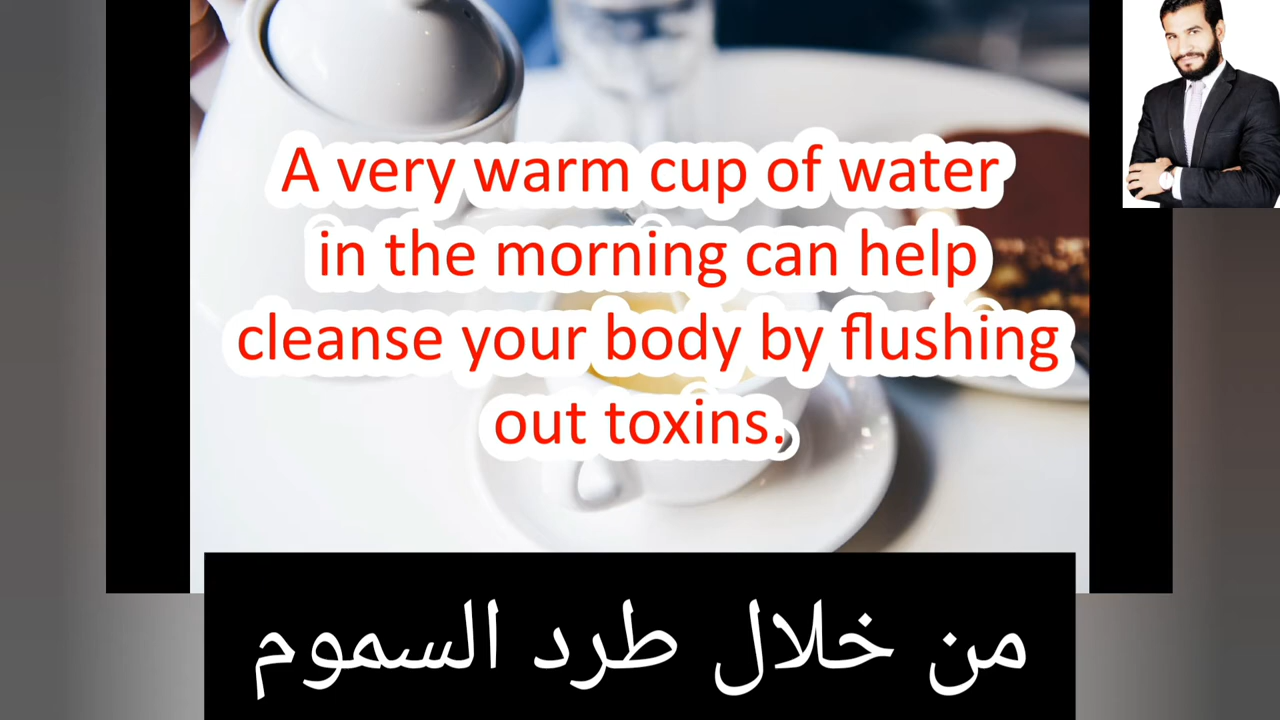 A very warm cup of water
in the morning can help
cleanse your body by flushing
out toxins.
من خلال طرد السموم